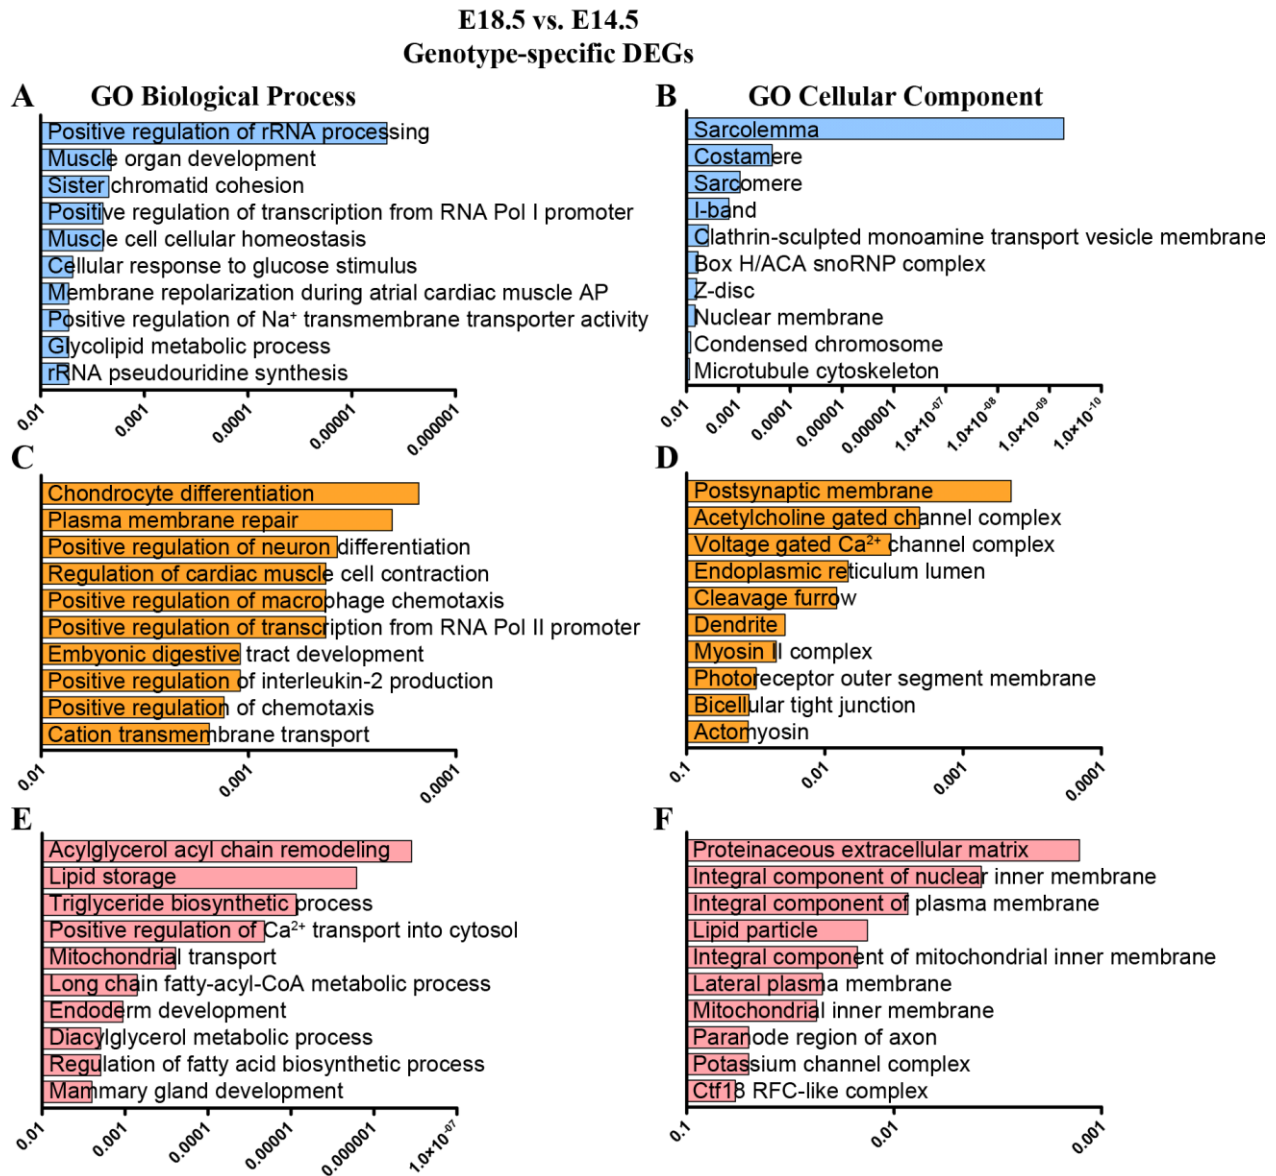 E18.5 vs. E14.5
Genotype-specific DEGs
A GO Biological Process
Positive regulation of rRNA processing
Muscle organ development
Sister chromatid cohesion
Positive regulation of transcription from RNA Pol I promoter
Muscle cell cellular homeostasis
Cellular response to glucose stimulus
Membrane repolarization during atrial cardiac muscle AP
Positive regulation of Na⁺ transmembrane transporter activity
Glycolipid metabolic process
rRNA pseudouridine synthesis
0.01 0.001 0.0001 0.00001 0.000001
B GO Cellular Component
Sarcolemma
Costamere
Sarcomere
I-band
Clathrin-sculpted monoamine transport vesicle membrane
Box H/ACA snoRNP complex
Z-disc
Nuclear membrane
Condensed chromosome
Microtubule cytoskeleton
0.01 0.001 0.0001 0.00001 0.000001 1.0×10⁻⁰⁷ 1.0×10⁻⁰⁸ 1.0×10⁻⁰⁹ 1.0×10⁻¹⁰
C
Chondrocyte differentiation
Plasma membrane repair
Positive regulation of neuron differentiation
Regulation of cardiac muscle cell contraction
Positive regulation of macrophage chemotaxis
Positive regulation of transcription from RNA Pol II promoter
Embyonic digestive tract development
Positive regulation of interleukin-2 production
Positive regulation of chemotaxis
Cation transmembrane transport
0.01 0.001 0.0001
D
Postsynaptic membrane
Acetylcholine gated channel complex
Voltage gated Ca²⁺ channel complex
Endoplasmic reticulum lumen
Cleavage furrow
Dendrite
Myosin II complex
Photoreceptor outer segment membrane
Bicellular tight junction
Actomyosin
0.1 0.01 0.001 0.0001
E
Acylglycerol acyl chain remodeling
Lipid storage
Triglyceride biosynthetic process
Positive regulation of Ca²⁺ transport into cytosol
Mitochondrial transport
Long chain fatty-acyl-CoA metabolic process
Endoderm development
Diacylglycerol metabolic process
Regulation of fatty acid biosynthetic process
Mammary gland development
0.01 0.001 0.0001 0.00001 0.000001 1.0×10⁻⁰⁷
F
Proteinaceous extracellular matrix
Integral component of nuclear inner membrane
Integral component of plasma membrane
Lipid particle
Integral component of mitochondrial inner membrane
Lateral plasma membrane
Mitochondrial inner membrane
Paranode region of axon
Potassium channel complex
Ctf18 RFC-like complex
0.1 0.01 0.001